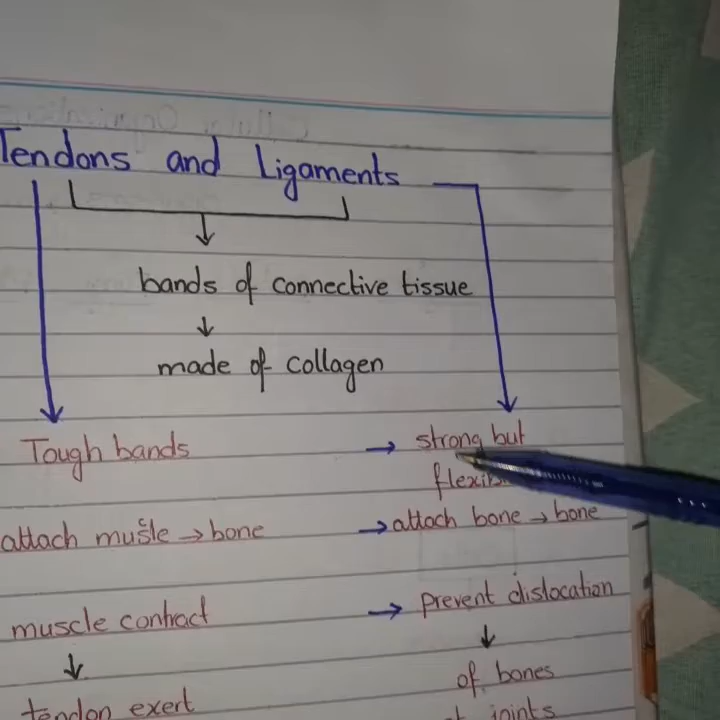 Tendons and Ligaments
bands of connective tissue
↓
made of collagen
Tough bands → strong but
attach muscle → bone → attach bone → bone
muscle contract → prevent dislocation
↓ ↓
of bones
tendon exert joints